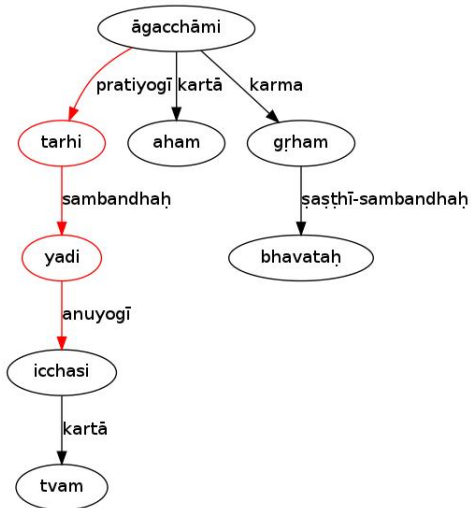 āgacchāmi
pratiyogī kartā karma
tarhi aham gṛham
sambandhaḥ ṣaṣṭhī-sambandhaḥ
yadi bhavataḥ
anuyogī
icchasi
kartā
tvam